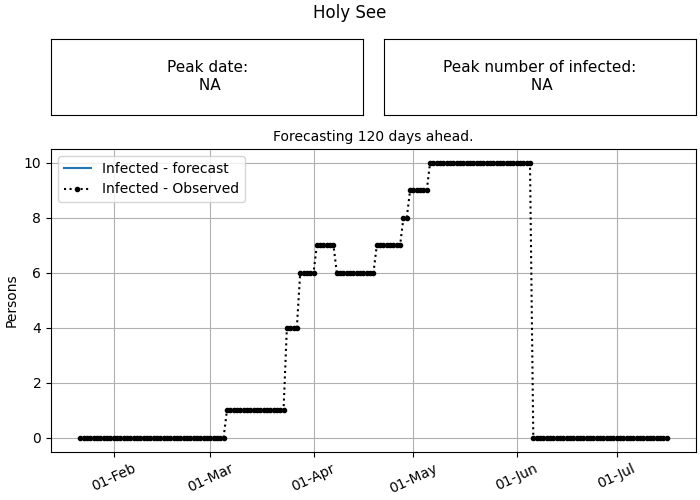 Holy See
Peak date:
NA
Peak number of infected:
NA
Forecasting 120 days ahead.
Infected - forecast
Infected - Observed
Persons
10
8
6
4
2
0
01-Feb
01-Mar
01-Apr
01-May
01-Jun
01-Jul